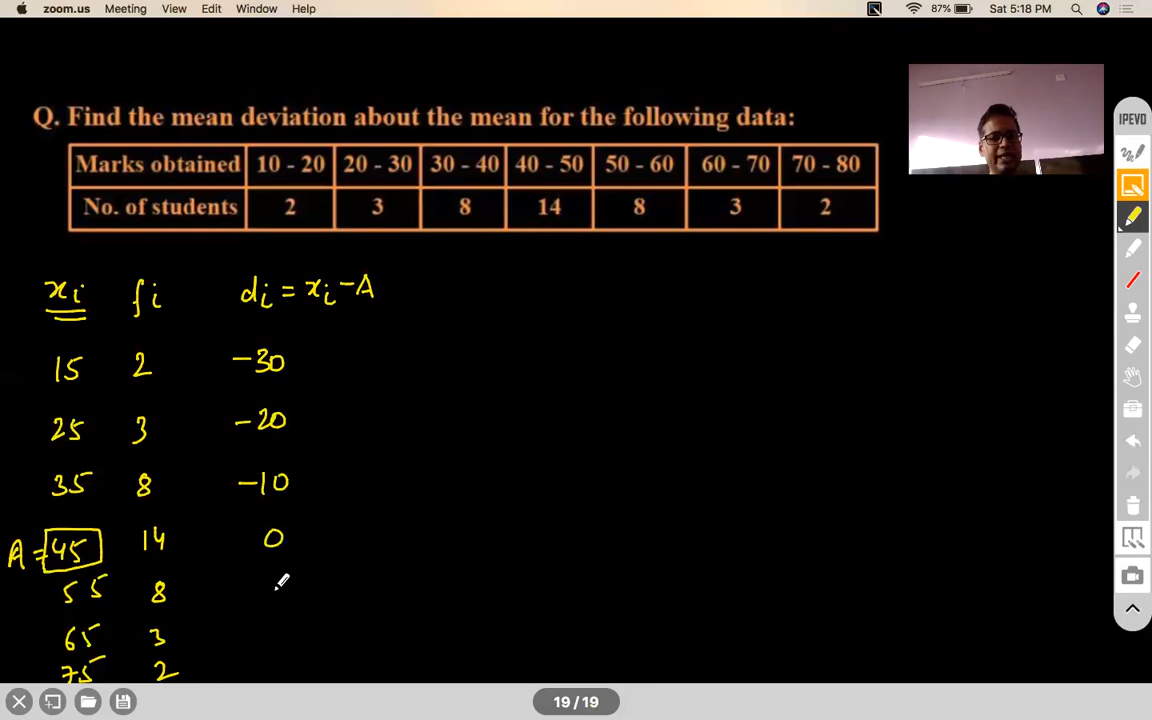 zoom.us Meeting View Edit Window Help 87% Sat 5:18 PM
Q. Find the mean deviation about the mean for the following data:
Marks obtained 10 - 20 20 - 30 30 - 40 40 - 50 50 - 60 60 - 70 70 - 80
No. of students 2 3 8 14 8 3 2
IPEVO
xi fi di = xi - A
15 2 -30
25 3 -20
35 8 -10
A = 45 14 0
55 8
65 3
75 2
19 / 19